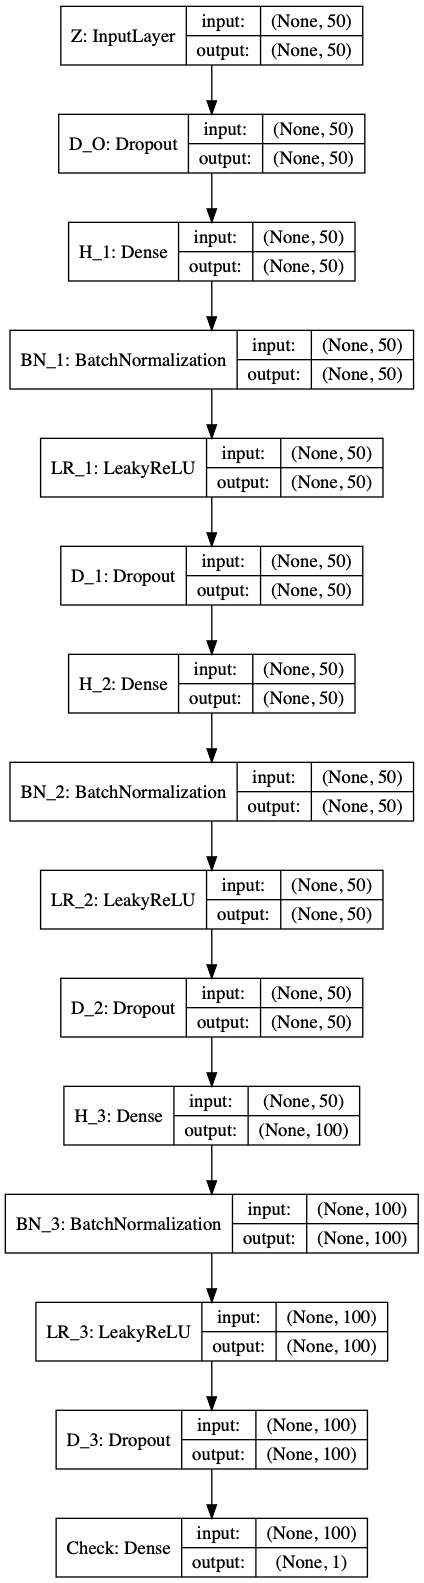 Z: InputLayer input: (None, 50)
output: (None, 50)
D_O: Dropout input: (None, 50)
output: (None, 50)
H_1: Dense input: (None, 50)
output: (None, 50)
BN_1: BatchNormalization input: (None, 50)
output: (None, 50)
LR_1: LeakyReLU input: (None, 50)
output: (None, 50)
D_1: Dropout input: (None, 50)
output: (None, 50)
H_2: Dense input: (None, 50)
output: (None, 50)
BN_2: BatchNormalization input: (None, 50)
output: (None, 50)
LR_2: LeakyReLU input: (None, 50)
output: (None, 50)
D_2: Dropout input: (None, 50)
output: (None, 50)
H_3: Dense input: (None, 50)
output: (None, 100)
BN_3: BatchNormalization input: (None, 100)
output: (None, 100)
LR_3: LeakyReLU input: (None, 100)
output: (None, 100)
D_3: Dropout input: (None, 100)
output: (None, 100)
Check: Dense input: (None, 100)
output: (None, 1)